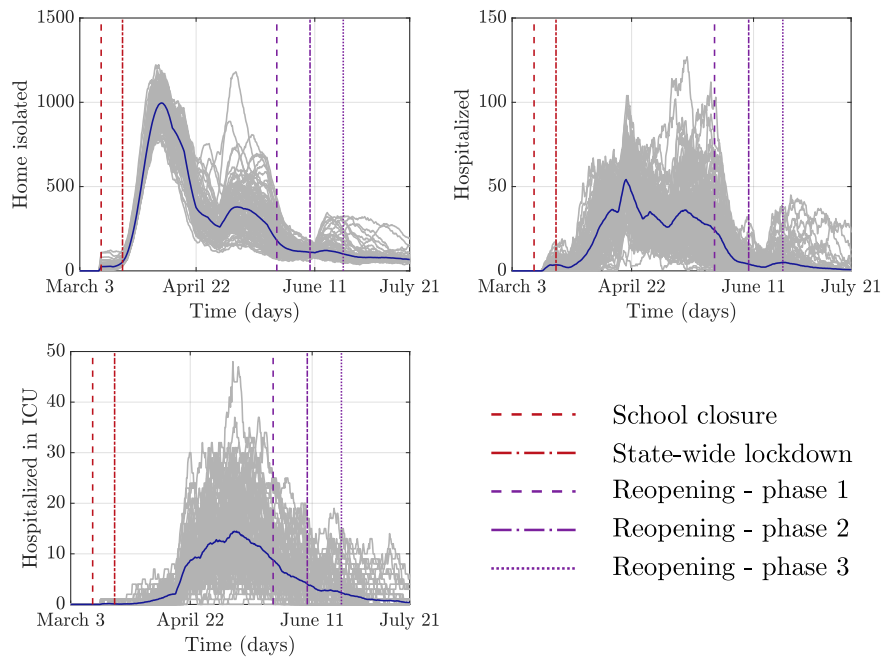 1500
1000
500
0
Home isolated
March 3
April 22
June 11
July 21
Time (days)
150
100
50
0
Hospitalized
March 3
April 22
June 11
July 21
Time (days)
50
40
30
20
10
0
Hospitalized in ICU
March 3
April 22
June 11
July 21
Time (days)
School closure
State-wide lockdown
Reopening - phase 1
Reopening - phase 2
Reopening - phase 3